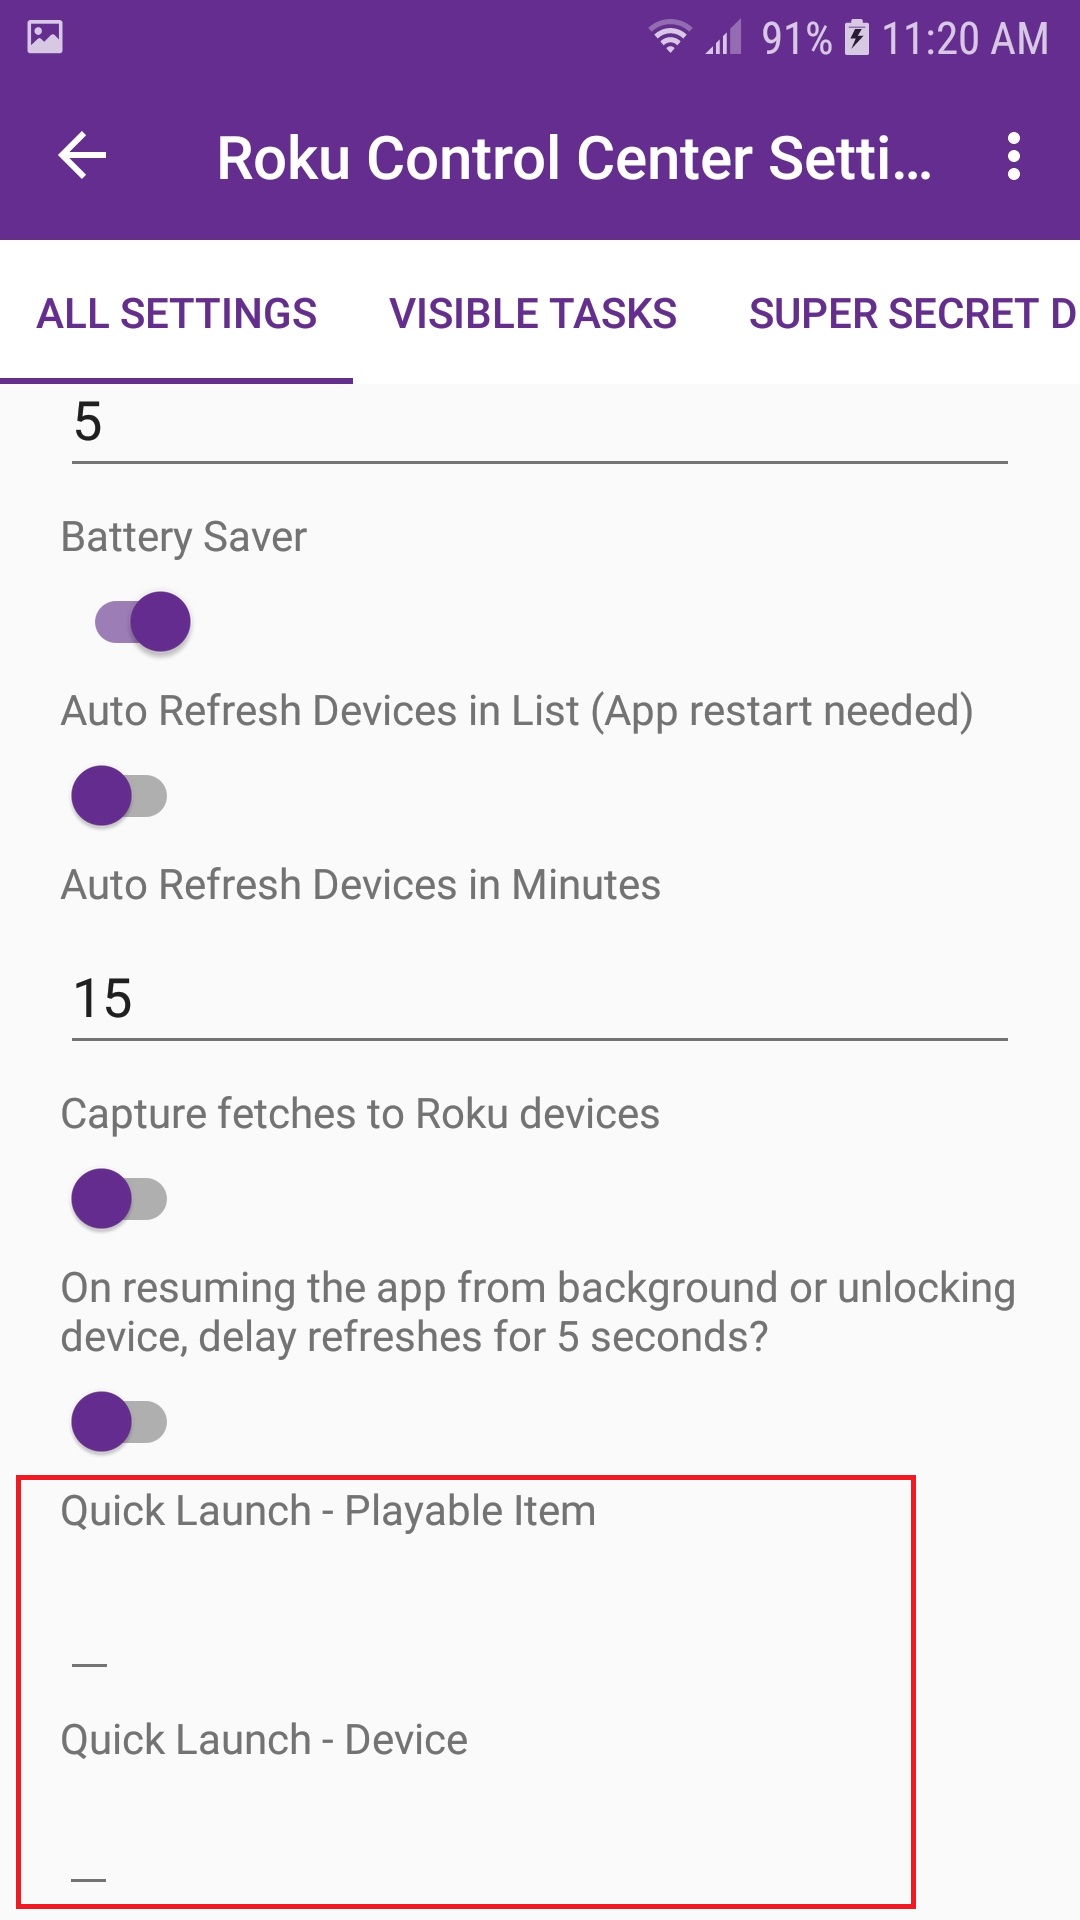 91% 11:20 AM
Roku Control Center Setti...
ALL SETTINGS VISIBLE TASKS SUPER SECRET D
5
Battery Saver
Auto Refresh Devices in List (App restart needed)
Auto Refresh Devices in Minutes
15
Capture fetches to Roku devices
On resuming the app from background or unlocking
device, delay refreshes for 5 seconds?
Quick Launch - Playable Item
Quick Launch - Device